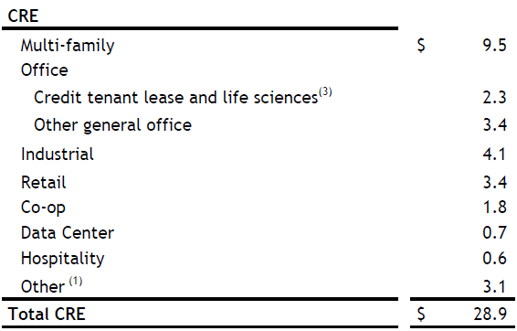 CRE
Multi-family $ 9.5
Office
Credit tenant lease and life sciences(3) 2.3
Other general office 3.4
Industrial 4.1
Retail 3.4
Co-op 1.8
Data Center 0.7
Hospitality 0.6
Other (1) 3.1
Total CRE $ 28.9